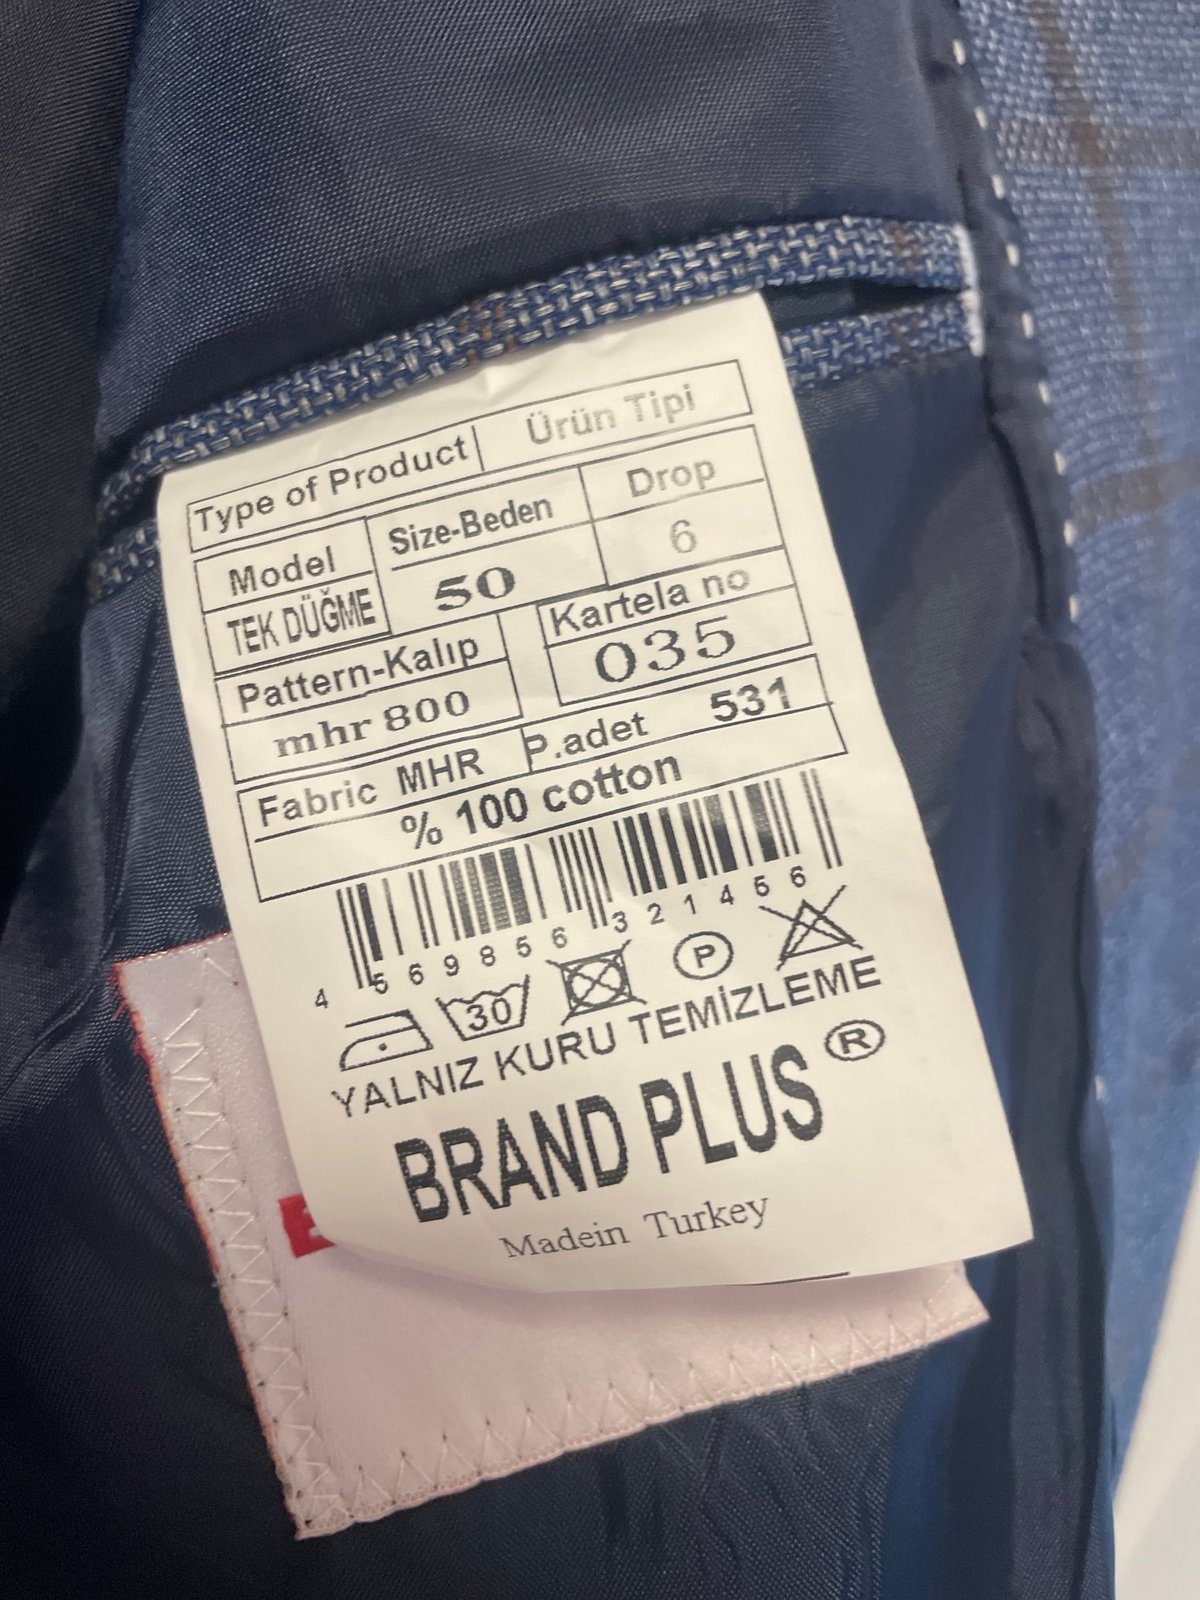 Type of Product Ürün Tipi
Model Size-Beden Drop
TEK DÜĞME 50 6
Pattern-Kalıp Kartela no
mhr 800 035
Fabric MHR P.adet 531
% 100 cotton
4 569856 321456
30 P
YALNIZ KURU TEMİZLEME
BRAND PLUS ®
Madein Turkey